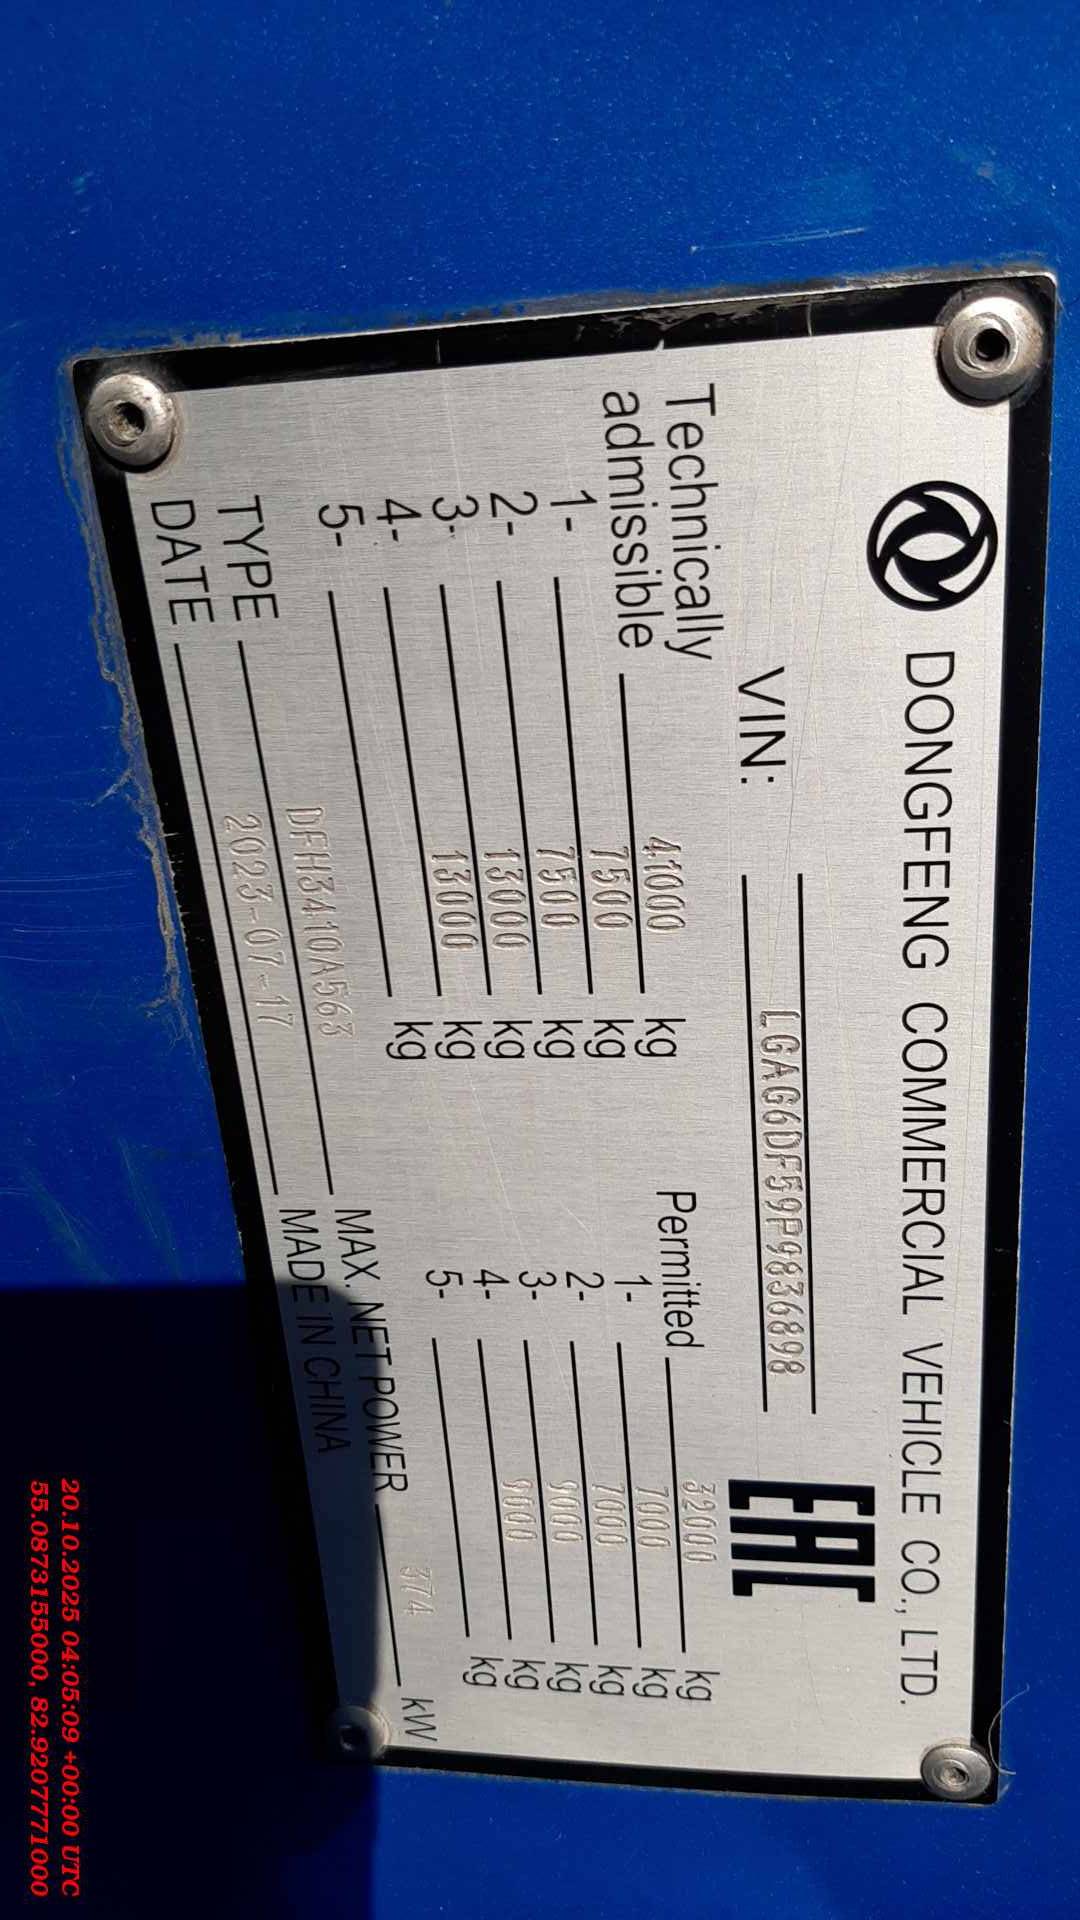 DONGFENG COMMERCIAL VEHICLE CO., LTD.
VIN: LGAG6DF59P9836898
EAC
Technically admissible 41000 kg
1- 7500 kg
2- 7500 kg
3- 13000 kg
4- 13000 kg
5- kg
Permitted 32000 kg
1- 7000 kg
2- 7000 kg
3- 9000 kg
4- 9000 kg
5- kg
TYPE DFH3410A563 MAX. NET POWER 374 kW
DATE 2023-07-17 MADE IN CHINA
20.10.2025 04:05:09 +00:00 UTC
55.0873155000, 82.9207771000